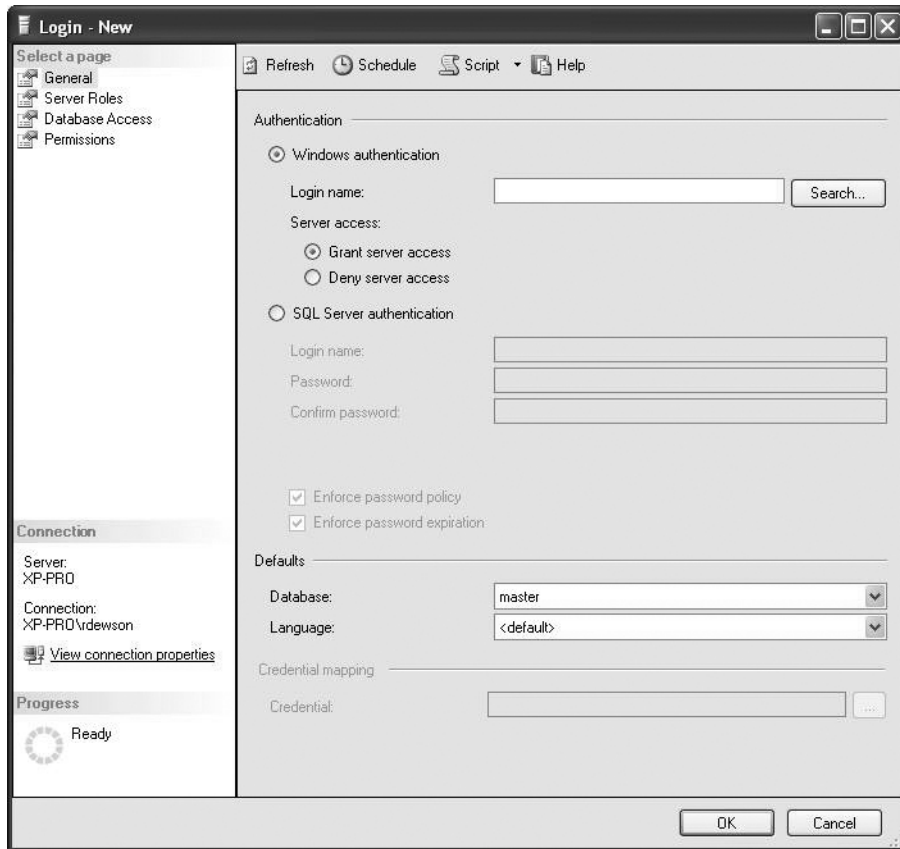 Login - New
Select a page
General
Server Roles
Database Access
Permissions
Refresh Schedule Script Help
Authentication
Windows authentication
Login name: Search...
Server access:
Grant server access
Deny server access
SQL Server authentication
Login name:
Password:
Confirm password:
Enforce password policy
Enforce password expiration
Defaults
Database: master
Language: <default>
Credential mapping
Credential: ...
Connection
Server:
XP-PRO
Connection:
XP-PRO\rdewson
View connection properties
Progress
Ready
OK Cancel